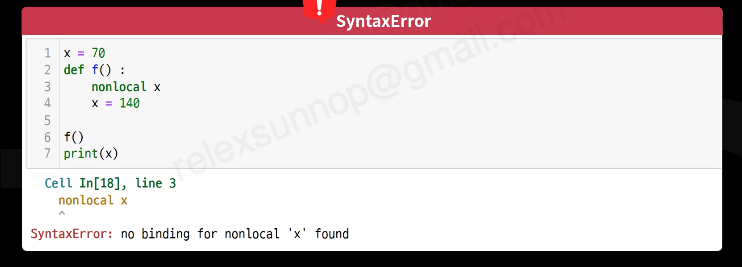 !
SyntaxError
1 x = 70
2 def f() :
3     nonlocal x
4     x = 140
5
6 f()
7 print(x)
relexsunnop@gmail.com
Cell In[18], line 3
    nonlocal x
    ^
SyntaxError: no binding for nonlocal 'x' found